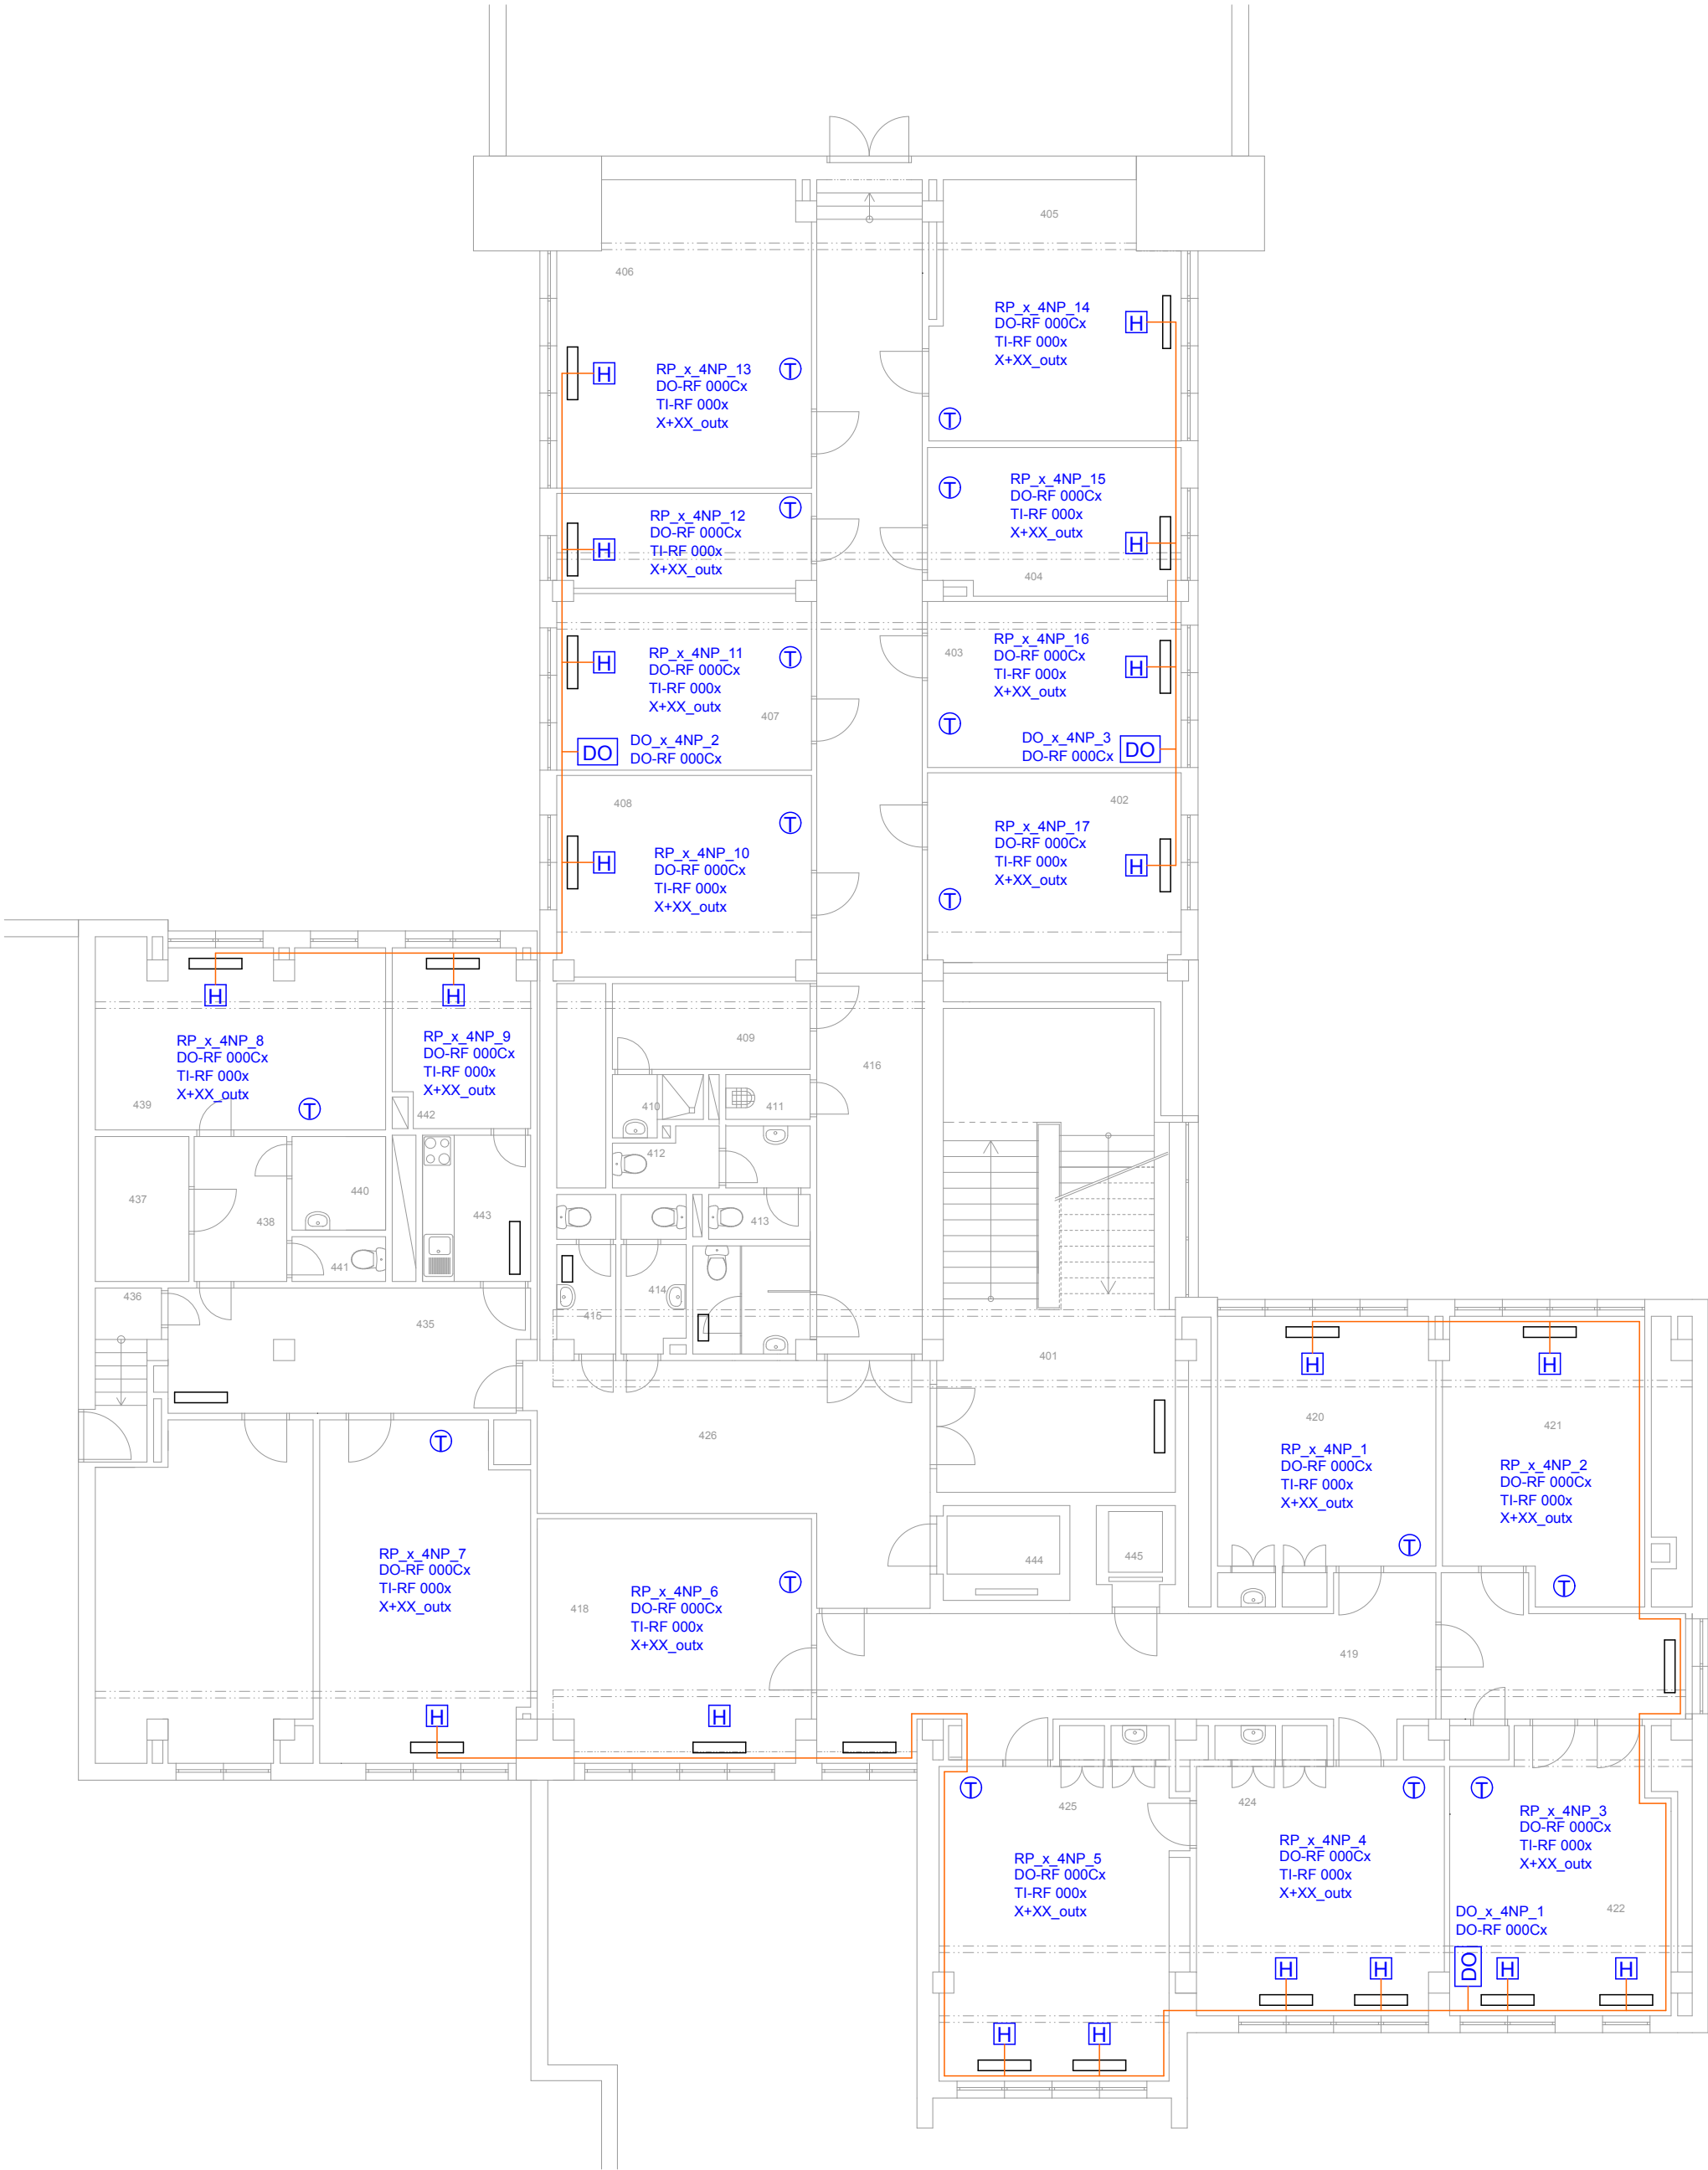 405
406
RP_x_4NP_14
DO-RF 000Cx
TI-RF 000x
X+XX_outx
H
RP_x_4NP_13
DO-RF 000Cx
TI-RF 000x
X+XX_outx
H
T
T
RP_x_4NP_15
DO-RF 000Cx
TI-RF 000x
X+XX_outx
T
H
404
RP_x_4NP_12
DO-RF 000Cx
TI-RF 000x
X+XX_outx
T
H
RP_x_4NP_11
DO-RF 000Cx
TI-RF 000x
X+XX_outx
H
T
407
403
RP_x_4NP_16
DO-RF 000Cx
TI-RF 000x
X+XX_outx
H
T
DO
DO_x_4NP_2
DO-RF 000Cx
DO_x_4NP_3
DO-RF 000Cx
DO
408
T
RP_x_4NP_10
DO-RF 000Cx
TI-RF 000x
X+XX_outx
H
402
RP_x_4NP_17
DO-RF 000Cx
TI-RF 000x
X+XX_outx
H
T
H
RP_x_4NP_8
DO-RF 000Cx
TI-RF 000x
X+XX_outx
439
T
H
RP_x_4NP_9
DO-RF 000Cx
TI-RF 000x
X+XX_outx
442
409
416
410
411
412
437
440
438
443
413
441
436
435
415
414
401
H
H
420
421
RP_x_4NP_1
DO-RF 000Cx
TI-RF 000x
X+XX_outx
T
RP_x_4NP_2
DO-RF 000Cx
TI-RF 000x
X+XX_outx
T
T
426
444
445
RP_x_4NP_7
DO-RF 000Cx
TI-RF 000x
X+XX_outx
H
418
RP_x_4NP_6
DO-RF 000Cx
TI-RF 000x
X+XX_outx
T
H
419
T
425
RP_x_4NP_5
DO-RF 000Cx
TI-RF 000x
X+XX_outx
H
H
424
T
RP_x_4NP_4
DO-RF 000Cx
TI-RF 000x
X+XX_outx
H
H
T
RP_x_4NP_3
DO-RF 000Cx
TI-RF 000x
X+XX_outx
422
DO_x_4NP_1
DO-RF 000Cx
DO
H
H